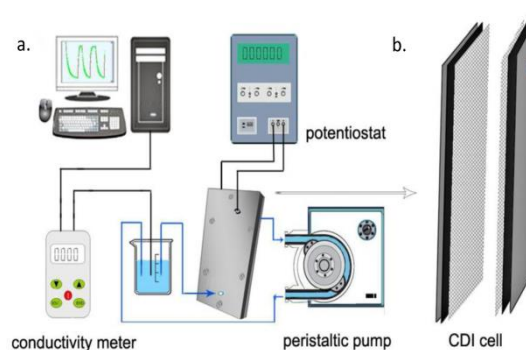 a.
b.
000000
potentiostat
0000
conductivity meter
peristaltic pump
CDI cell